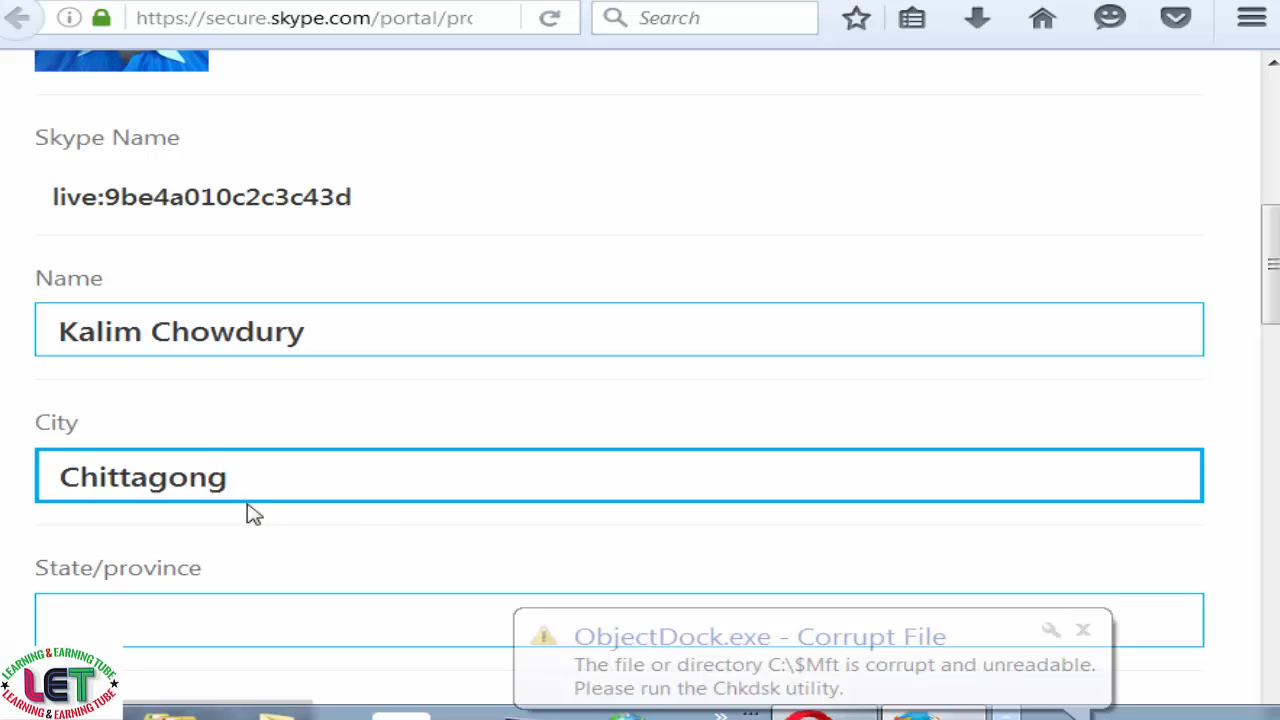 https://secure.skype.com/portal/pro
Search
Skype Name
live:9be4a010c2c3c43d
Name
Kalim Chowdury
City
Chittagong
State/province
ObjectDock.exe - Corrupt File
The file or directory C:\$Mft is corrupt and unreadable.
Please run the Chkdsk utility.
LEARNING & EARNING TUBE
LET
LEARNING & EARNING TUBE